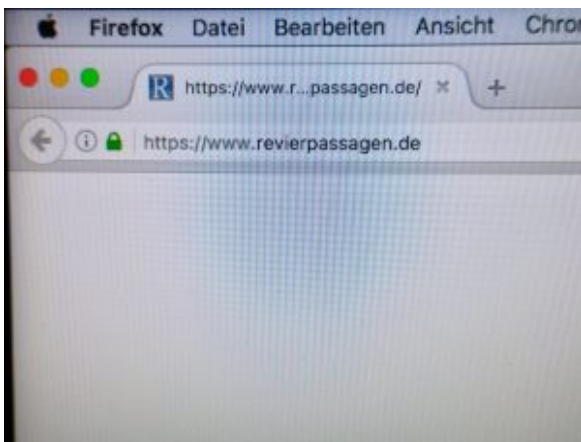 Firefox Datei Bearbeiten Ansicht
R https://www.r...passagen.de/
https://www.revierpassagen.de